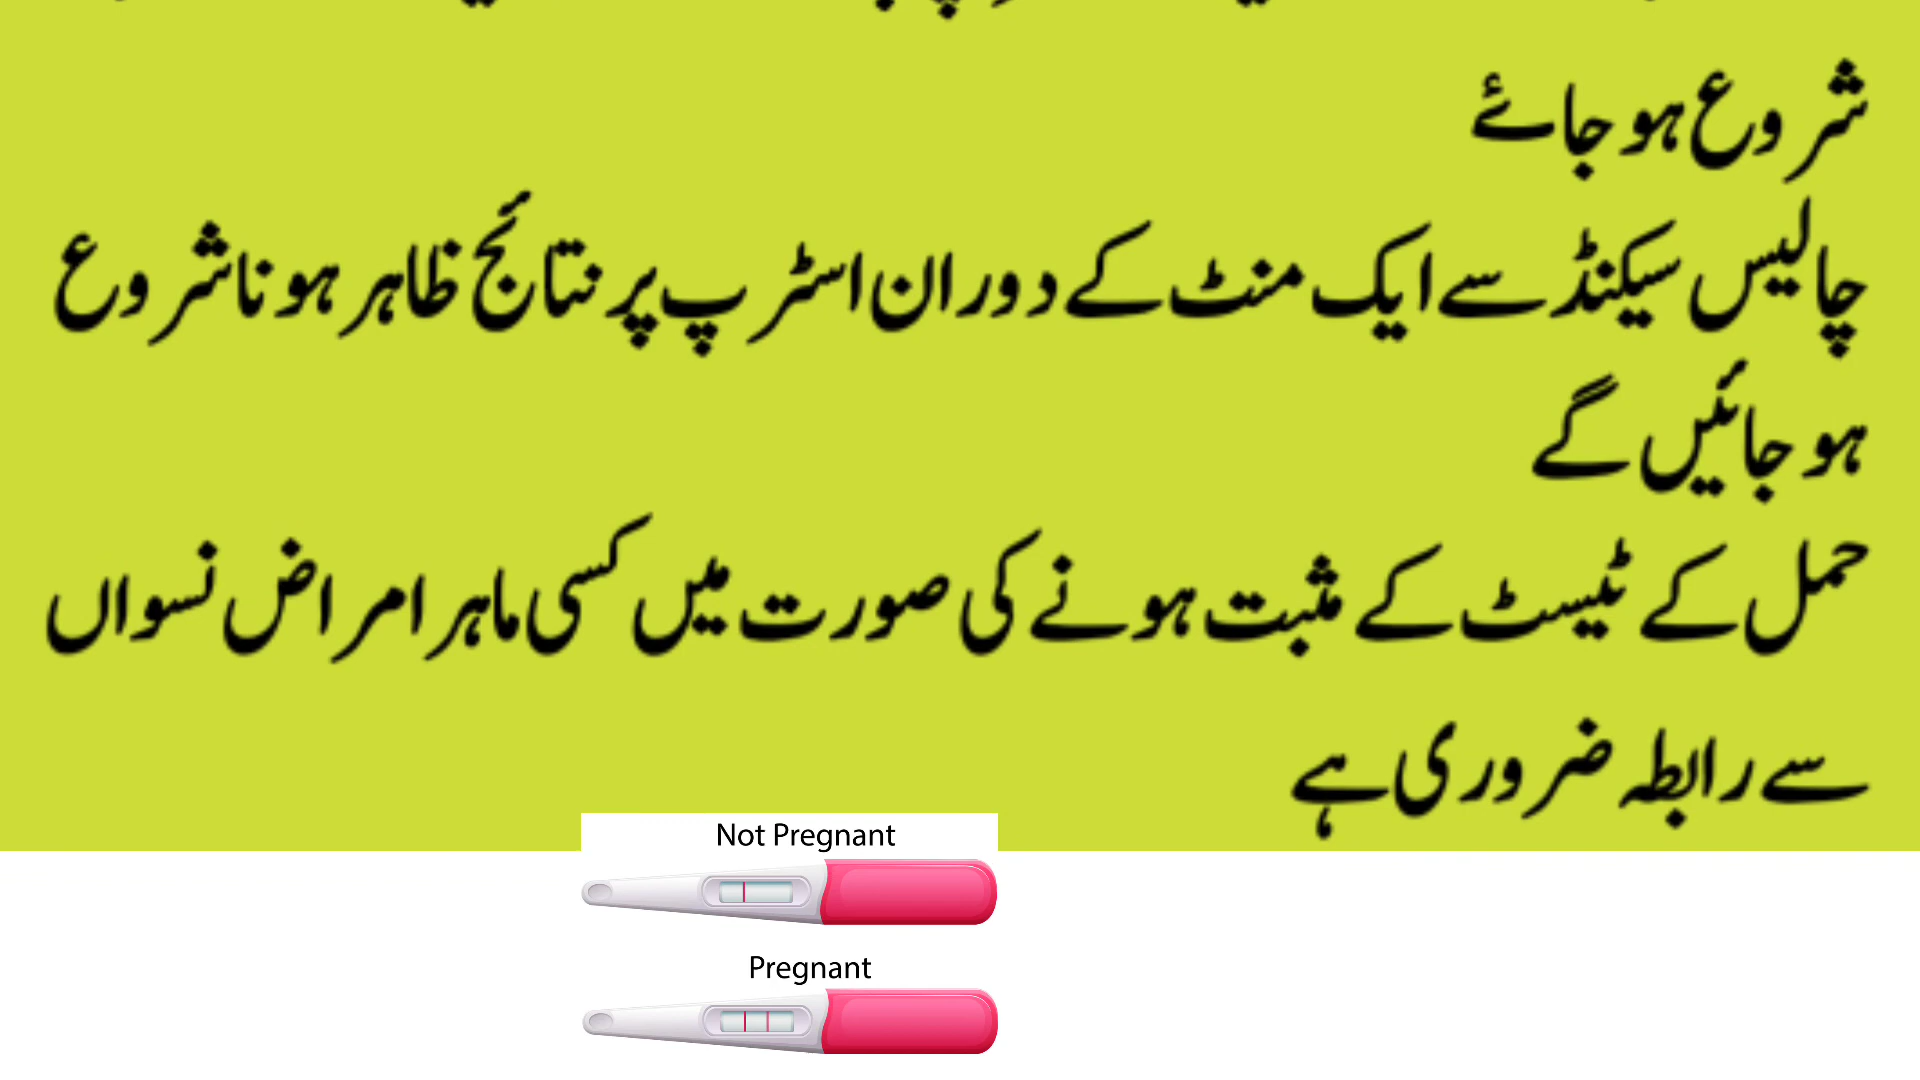 شروع ہو جائے
چالیس سیکنڈ سے ایک منٹ کے دوران اسٹرپ پر نتائج ظاہر ہونا شروع
ہو جائیں گے
حمل کے ٹیسٹ کے مثبت ہونے کی صورت میں کسی ماہر امراض نسواں
سے رابطہ ضروری ہے
Not Pregnant
Pregnant